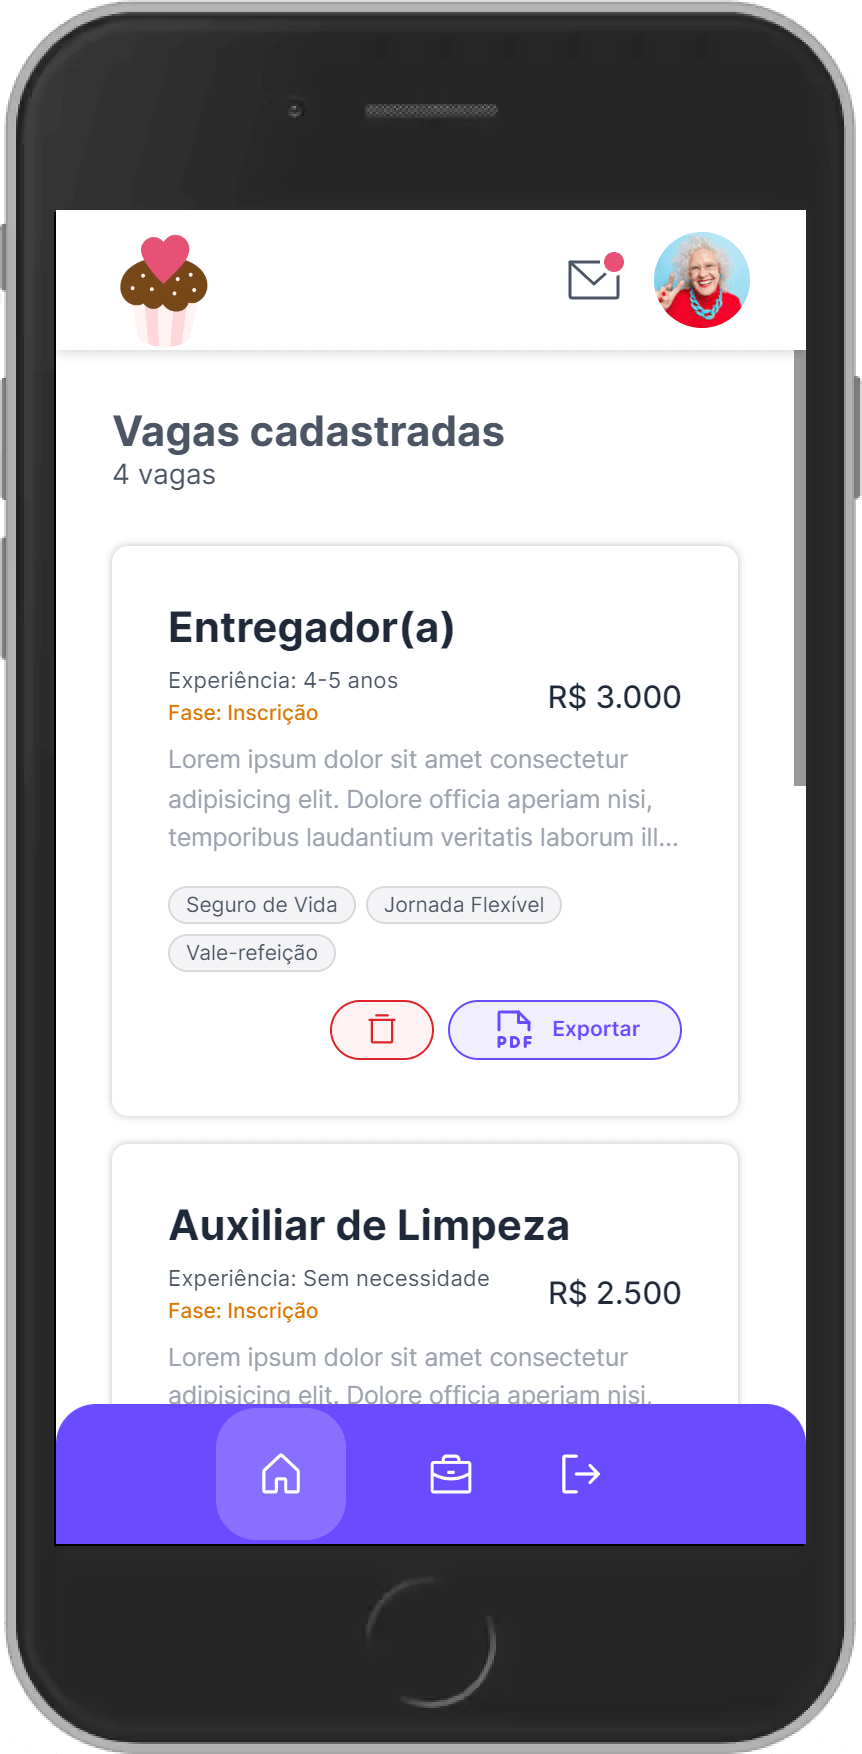 Vagas cadastradas
4 vagas
Entregador(a)
Experiência: 4-5 anos
Fase: Inscrição
R$ 3.000
Lorem ipsum dolor sit amet consectetur
adipisicing elit. Dolore officia aperiam nisi,
temporibus laudantium veritatis laborum ill...
Seguro de Vida
Jornada Flexível
Vale-refeição
PDF
Exportar
Auxiliar de Limpeza
Experiência: Sem necessidade
Fase: Inscrição
R$ 2.500
Lorem ipsum dolor sit amet consectetur
adipisicing elit. Dolore officia aperiam nisi,